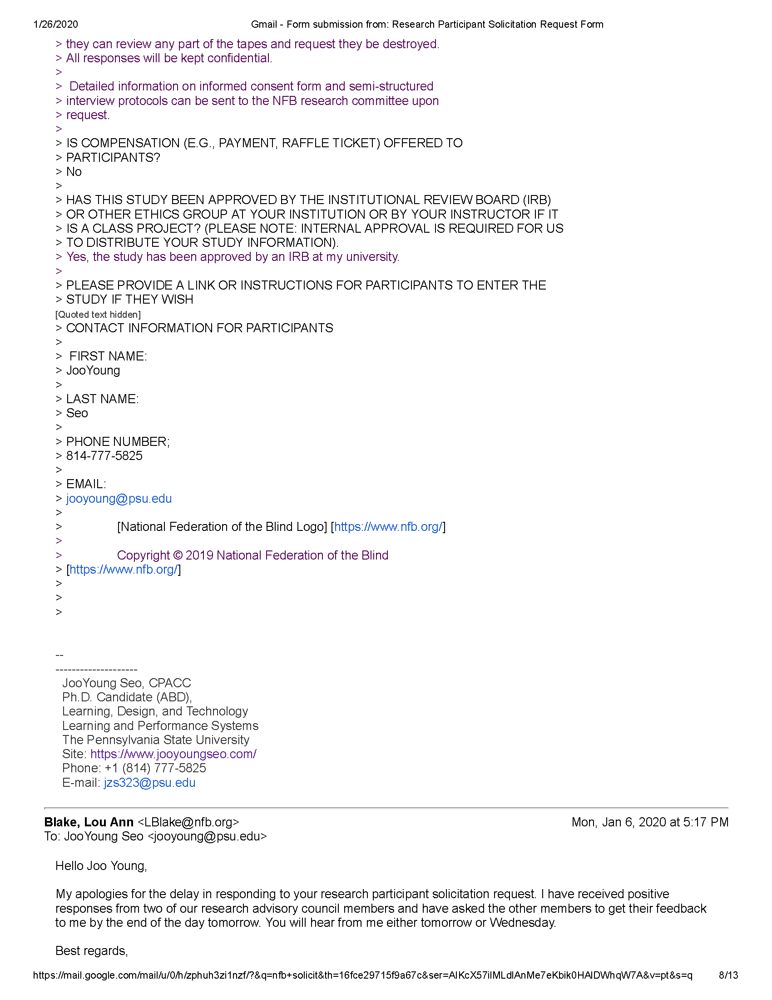 1/26/2020 Gmail - Form submission from: Research Participant Solicitation Request Form
> they can review any part of the tapes and request they be destroyed.
> All responses will be kept confidential.
>
> Detailed information on informed consent form and semi-structured
> interview protocols can be sent to the NFB research committee upon
> request.
>
> IS COMPENSATION (E.G., PAYMENT, RAFFLE TICKET) OFFERED TO
> PARTICIPANTS?
> No
>
> HAS THIS STUDY BEEN APPROVED BY THE INSTITUTIONAL REVIEW BOARD (IRB)
> OR OTHER ETHICS GROUP AT YOUR INSTITUTION OR BY YOUR INSTRUCTOR IF IT
> IS A CLASS PROJECT? (PLEASE NOTE: INTERNAL APPROVAL IS REQUIRED FOR US
> TO DISTRIBUTE YOUR STUDY INFORMATION).
> Yes, the study has been approved by an IRB at my university.
>
> PLEASE PROVIDE A LINK OR INSTRUCTIONS FOR PARTICIPANTS TO ENTER THE
> STUDY IF THEY WISH
[Quoted text hidden]
> CONTACT INFORMATION FOR PARTICIPANTS
>
> FIRST NAME:
> JooYoung
>
> LAST NAME:
> Seo
>
> PHONE NUMBER;
> 814-777-5825
>
> EMAIL:
> jooyoung@psu.edu
>
> [National Federation of the Blind Logo] [https://www.nfb.org/]
>
> Copyright © 2019 National Federation of the Blind
> [https://www.nfb.org/]
>
>
>
--
--------------------
JooYoung Seo, CPACC
Ph.D. Candidate (ABD),
Learning, Design, and Technology
Learning and Performance Systems
The Pennsylvania State University
Site: https://www.jooyoungseo.com/
Phone: +1 (814) 777-5825
E-mail: jzs323@psu.edu
Blake, Lou Ann <LBlake@nfb.org> Mon, Jan 6, 2020 at 5:17 PM
To: JooYoung Seo <jooyoung@psu.edu>
Hello Joo Young,
My apologies for the delay in responding to your research participant solicitation request. I have received positive
responses from two of our research advisory council members and have asked the other members to get their feedback
to me by the end of the day tomorrow. You will hear from me either tomorrow or Wednesday.
Best regards,
https://mail.google.com/mail/u/0/h/zphuh3zi1nzf/?&q=nfb+solicit&th=16fce29715f9a67c&ser=AIKcX57iIMLdIAnMe7eKbik0HAIDWhqW7A&v=pt&s=q 8/13